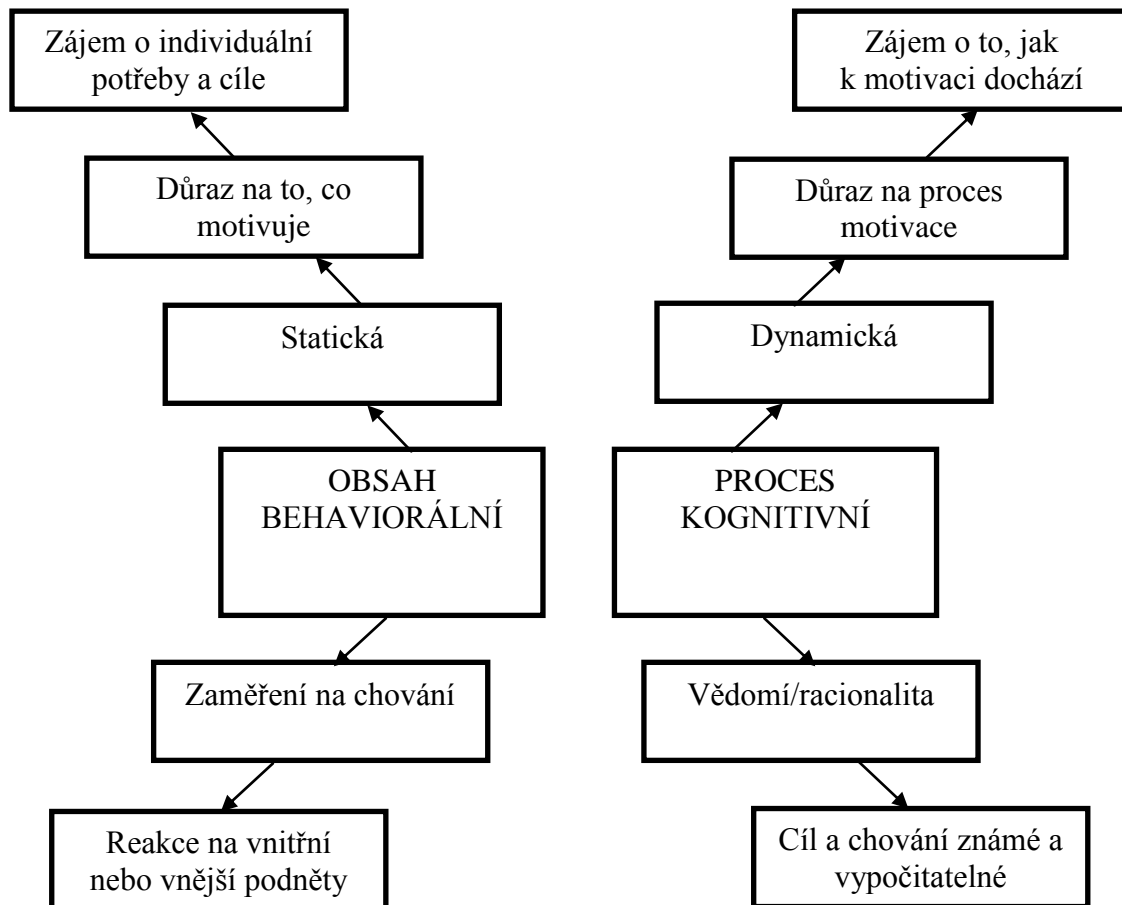 Zájem o individuální
potřeby a cíle
Zájem o to, jak
k motivaci dochází
Důraz na to, co
motivuje
Důraz na proces
motivace
Statická
Dynamická
OBSAH
BEHAVIORÁLNÍ
PROCES
KOGNITIVNÍ
Zaměření na chování
Vědomí/racionalita
Reakce na vnitřní
nebo vnější podněty
Cíl a chování známé a
vypočitatelné